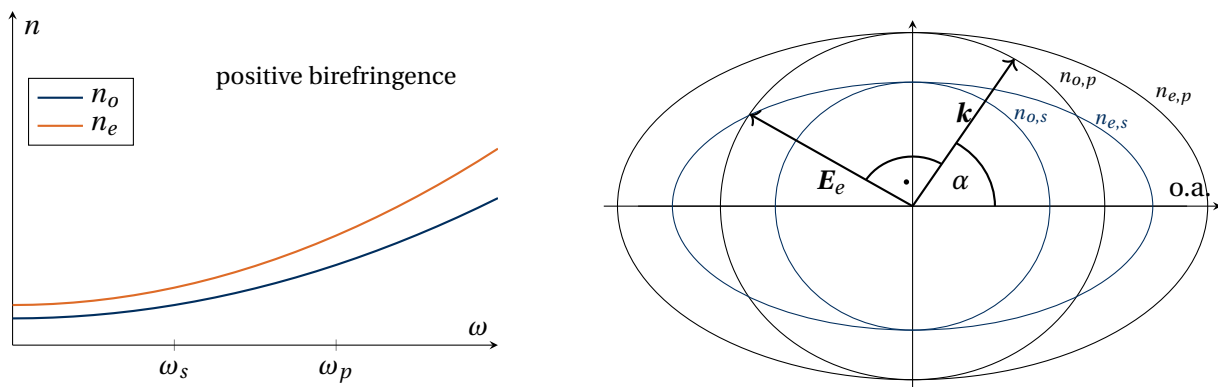 n
positive birefringence
n_o
n_e
ω
ω_s
ω_p
n_{o,p}
n_{e,p}
k
n_{o,s}
n_{e,s}
E_e
α
o.a.